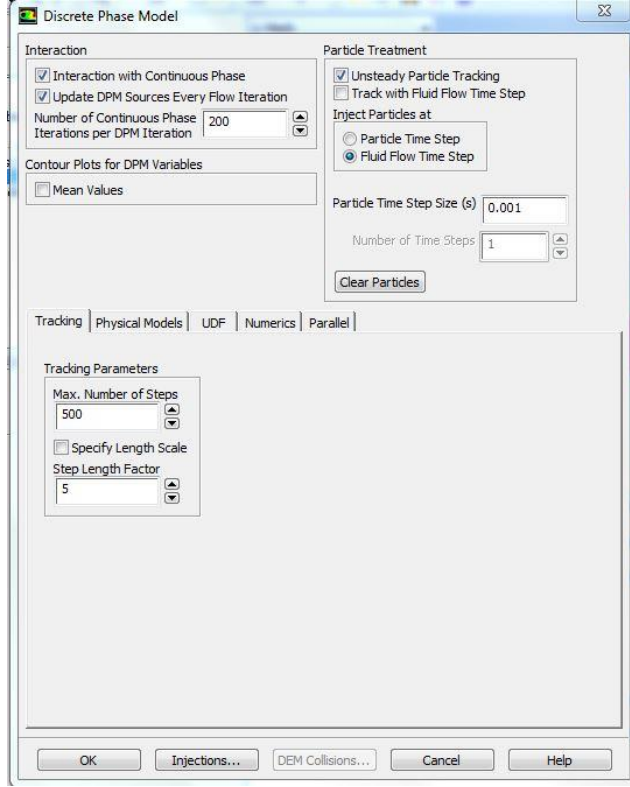 Discrete Phase Model
Interaction
Interaction with Continuous Phase
Update DPM Sources Every Flow Iteration
Number of Continuous Phase
Iterations per DPM Iteration
200
Contour Plots for DPM Variables
Mean Values
Particle Treatment
Unsteady Particle Tracking
Track with Fluid Flow Time Step
Inject Particles at
Particle Time Step
Fluid Flow Time Step
Particle Time Step Size (s)
0.001
Number of Time Steps
1
Clear Particles
Tracking
Physical Models
UDF
Numerics
Parallel
Tracking Parameters
Max. Number of Steps
500
Specify Length Scale
Step Length Factor
5
OK
Injections...
DEM Collisions...
Cancel
Help